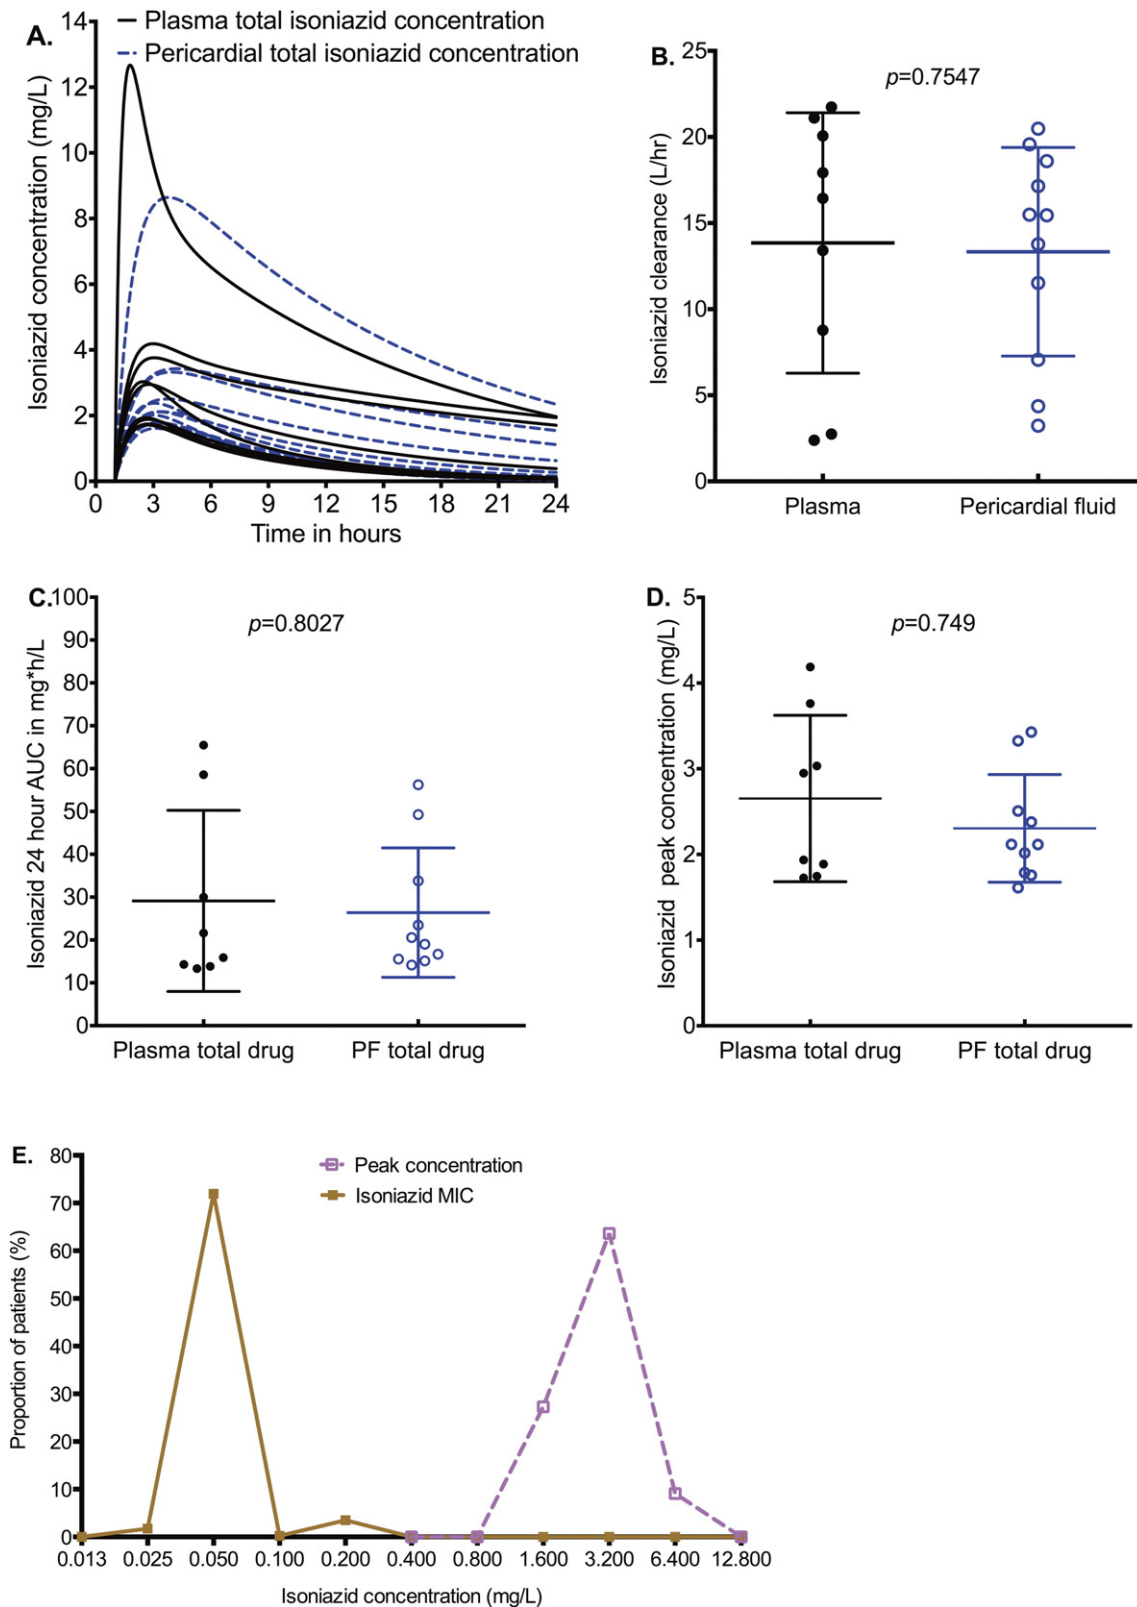 A.
Plasma total isoniazid concentration
Pericardial total isoniazid concentration
Isoniazid concentration (mg/L)
14
12
10
8
6
4
2
0
0 3 6 9 12 15 18 21 24
Time in hours
B.
p=0.7547
Isoniazid clearance (L/hr)
25
20
15
10
5
0
Plasma Pericardial fluid
C.
p=0.8027
Isoniazid 24 hour AUC in mg*h/L
100
90
80
70
60
50
40
30
20
10
0
Plasma total drug PF total drug
D.
p=0.749
Isoniazid peak concentration (mg/L)
5
4
3
2
1
0
Plasma total drug PF total drug
E.
Peak concentration
Isoniazid MIC
Proportion of patients (%)
80
70
60
50
40
30
20
10
0
0.013 0.025 0.050 0.100 0.200 0.400 0.800 1.600 3.200 6.400 12.800
Isoniazid concentration (mg/L)